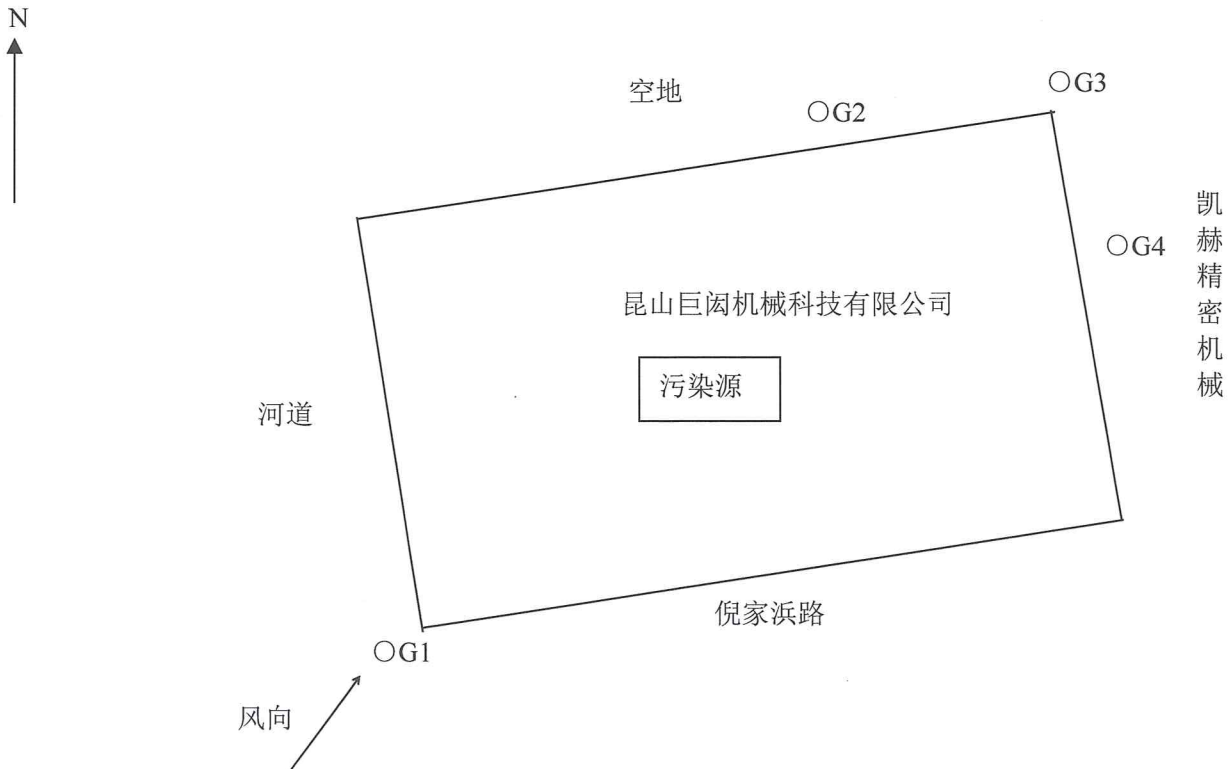 N
空地
○G2
○G3
○G4
凯赫精密机械
昆山巨闳机械科技有限公司
污染源
河道
倪家浜路
○G1
风向